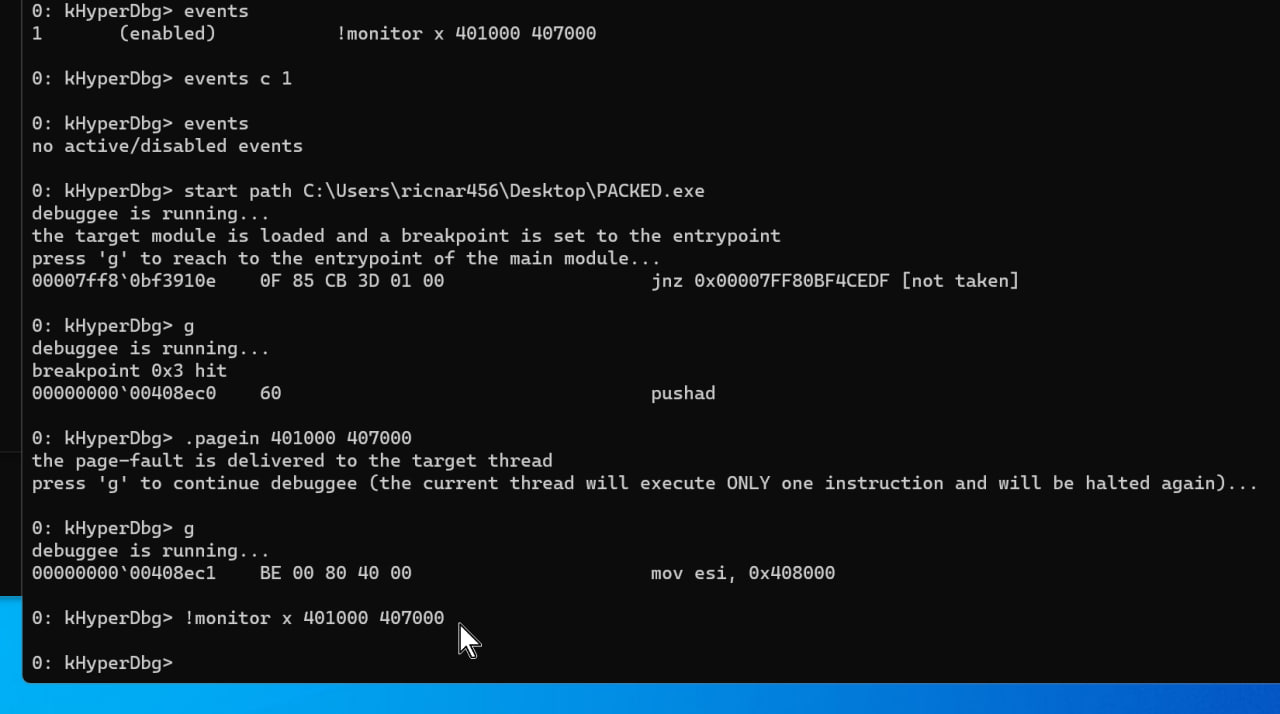 0: kHyperDbg> events
1       (enabled)           !monitor x 401000 407000
0: kHyperDbg> events c 1
0: kHyperDbg> events
no active/disabled events
0: kHyperDbg> start path C:\Users\ricnar456\Desktop\PACKED.exe
debuggee is running...
the target module is loaded and a breakpoint is set to the entrypoint
press 'g' to reach to the entrypoint of the main module...
00007ff8`0bf3910e    0F 85 CB 3D 01 00                   jnz 0x00007FF80BF4CEDF [not taken]
0: kHyperDbg> g
debuggee is running...
breakpoint 0x3 hit
00000000`00408ec0    60                                  pushad
0: kHyperDbg> .pagein 401000 407000
the page-fault is delivered to the target thread
press 'g' to continue debuggee (the current thread will execute ONLY one instruction and will be halted again)...
0: kHyperDbg> g
debuggee is running...
00000000`00408ec1    BE 00 80 40 00                      mov esi, 0x408000
0: kHyperDbg> !monitor x 401000 407000
0: kHyperDbg>